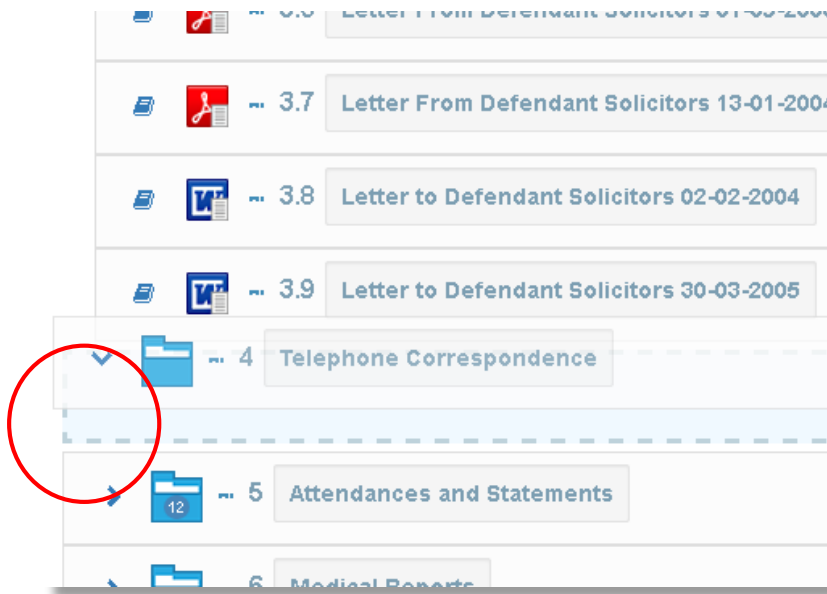 3.7 Letter From Defendant Solicitors 13-01-2004
3.8 Letter to Defendant Solicitors 02-02-2004
3.9 Letter to Defendant Solicitors 30-03-2005
4 Telephone Correspondence
12 5 Attendances and Statements
6 Medical Reports